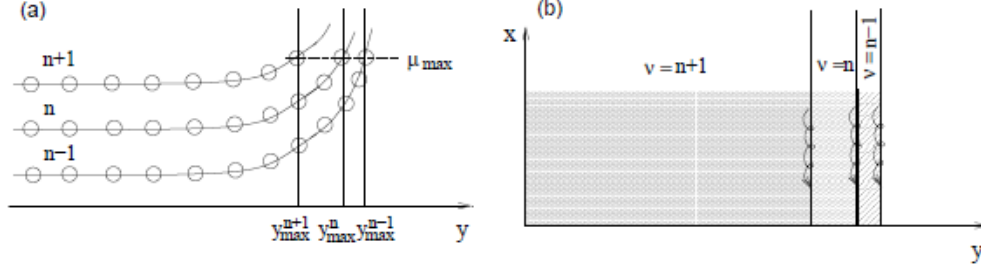 (a)
n+1
μ max
n
n−1
y n+1 max y n max y n−1 max y
(b)
x
ν = n+1
ν = n
ν = n−1
y